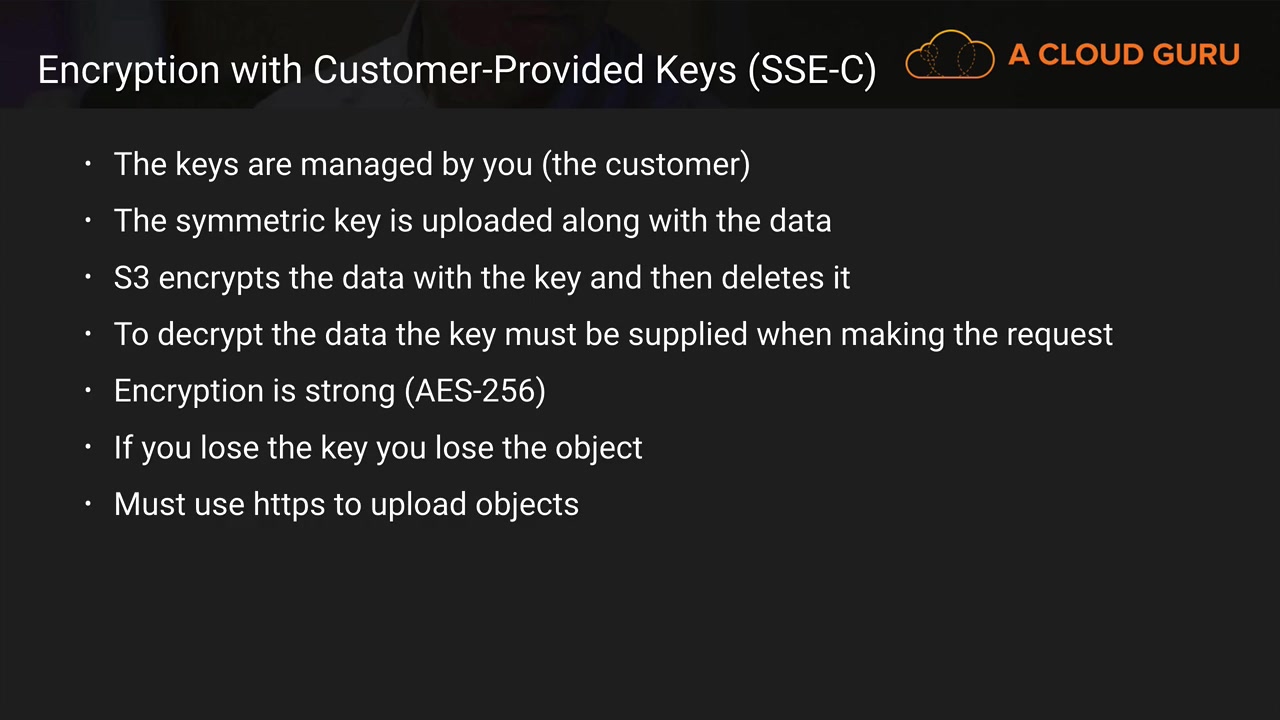 Encryption with Customer-Provided Keys (SSE-C)
A CLOUD GURU
· The keys are managed by you (the customer)
· The symmetric key is uploaded along with the data
· S3 encrypts the data with the key and then deletes it
· To decrypt the data the key must be supplied when making the request
· Encryption is strong (AES-256)
· If you lose the key you lose the object
· Must use https to upload objects